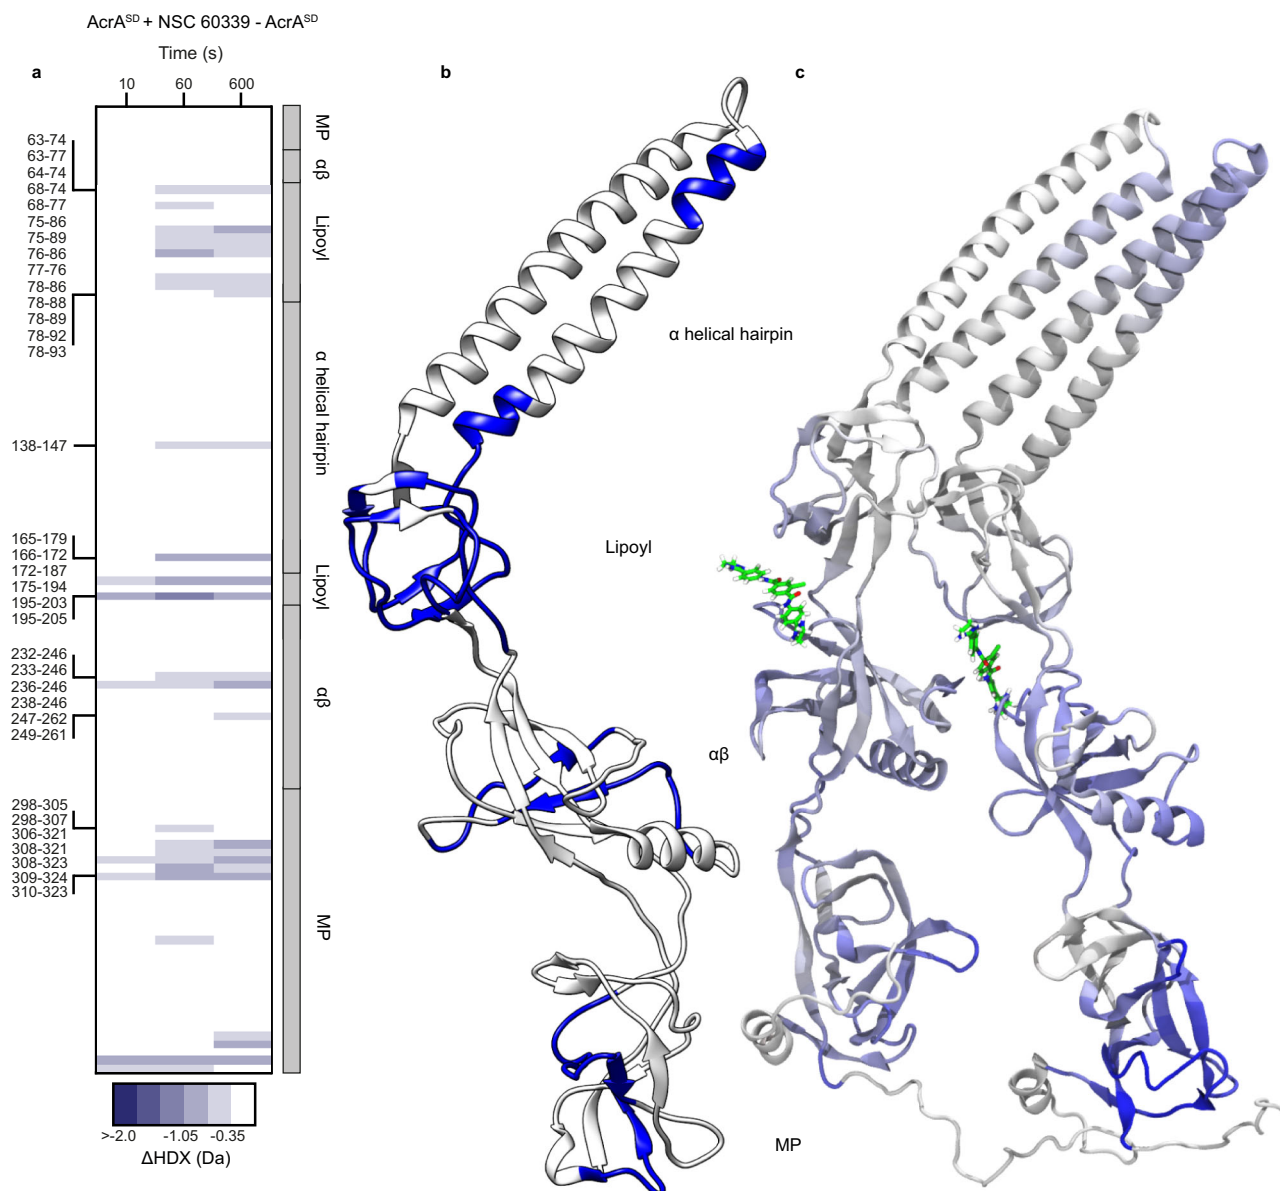 AcrASD + NSC 60339 - AcrASD
Time (s)
a
b
c
10 60 600
63-74
63-77
64-74
68-74
68-77
75-86
75-89
76-86
77-76
78-86
78-88
78-89
78-92
78-93
138-147
165-179
166-172
172-187
175-194
195-203
195-205
232-246
233-246
236-246
238-246
247-262
249-261
298-305
298-307
306-321
308-321
308-323
309-324
310-323
MP
αβ
Lipoyl
α helical hairpin
Lipoyl
αβ
MP
α helical hairpin
Lipoyl
αβ
MP
>-2.0 -1.05 -0.35
ΔHDX (Da)